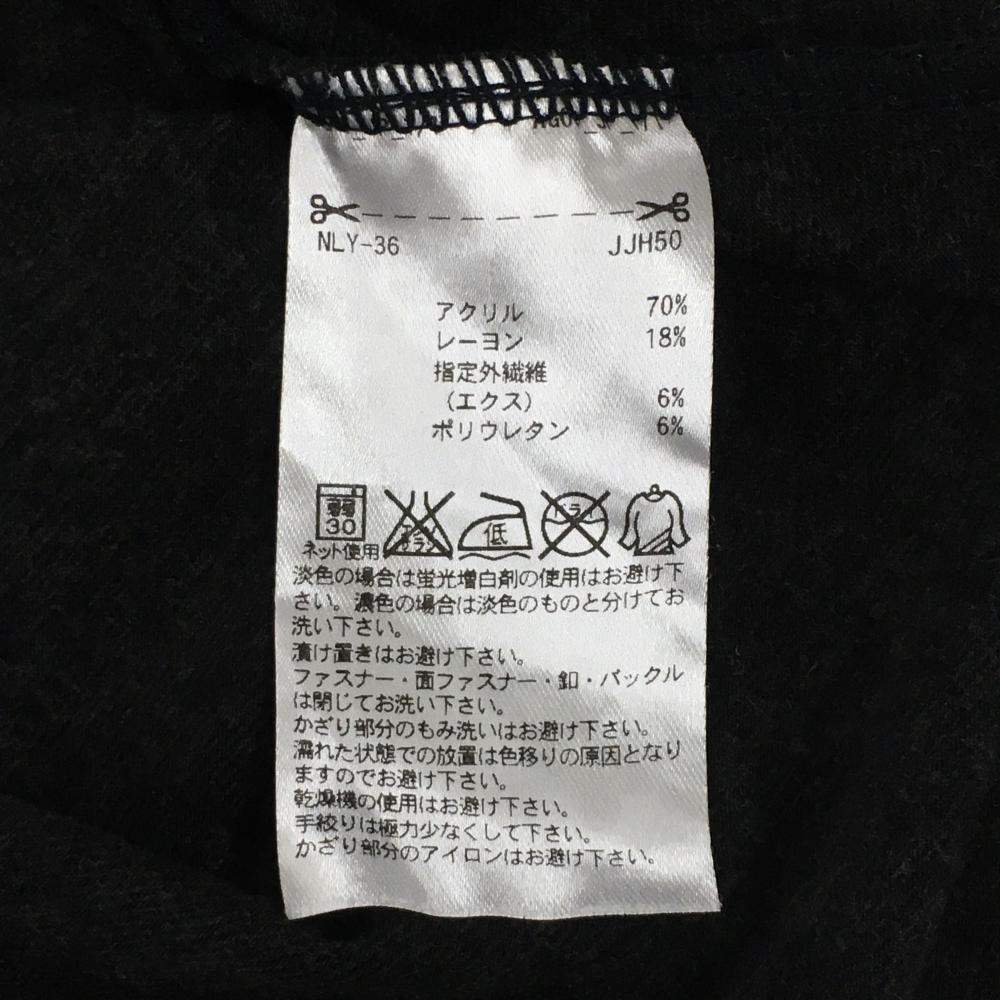 NLY-36 JJH50
アクリル 70%
レーヨン 18%
指定外繊維
(エクス) 6%
ポリウレタン 6%
弱
30
エンソ
サラシ
低
ドライ
ネット使用
淡色の場合は蛍光増白剤の使用はお避け下
さい。濃色の場合は淡色のものと分けてお
洗い下さい。
漬け置きはお避け下さい。
ファスナー・面ファスナー・釦・バックル
は閉じてお洗い下さい。
かざり部分のもみ洗いはお避け下さい。
濡れた状態での放置は色移りの原因となり
ますのでお避け下さい。
乾燥機の使用はお避け下さい。
手絞りは極力少なくして下さい。
かざり部分のアイロンはお避け下さい。